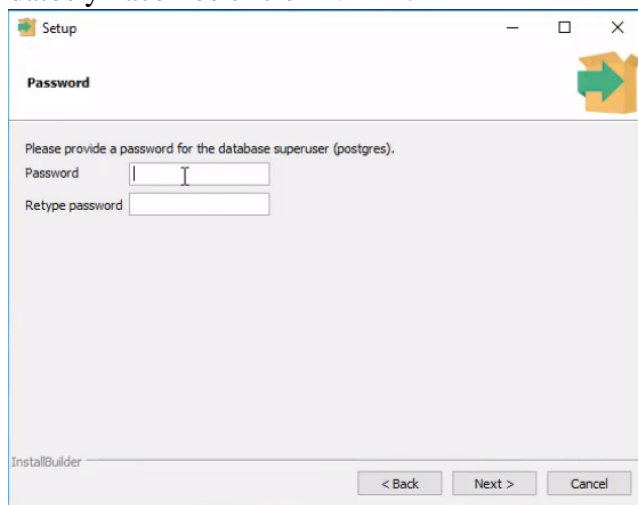 Setup
Password
Please provide a password for the database superuser (postgres).
Password
Retype password
InstallBuilder
< Back Next > Cancel